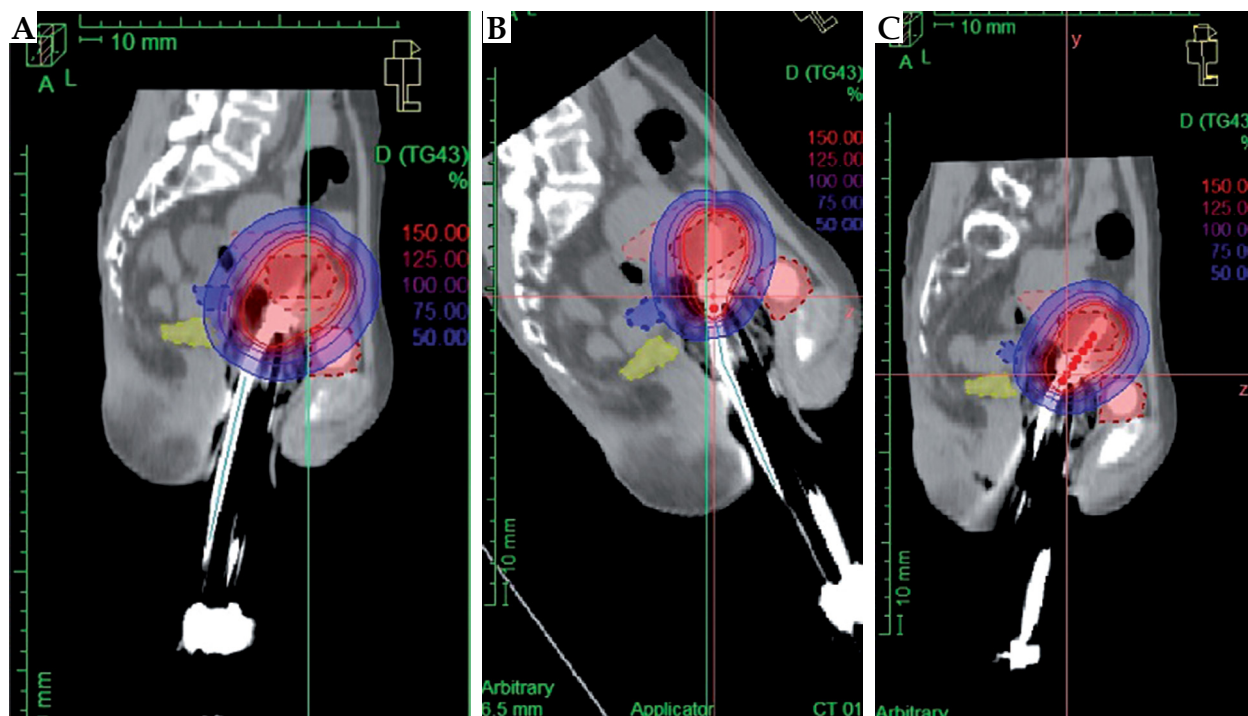 A
10 mm
A L
D (TG43)
%
150.00
125.00
100.00
75.00
50.00
mm
B
L
D (TG43)
%
150.00
125.00
100.00
75.00
50.00
z
10 mm
Arbitrary
6.5 mm
Applicator
CT 01
C
10 mm
A L
y
D (TG43
%
150.0
125.0
100.0
75.0
50.0
z
10 mm
Arbitrary